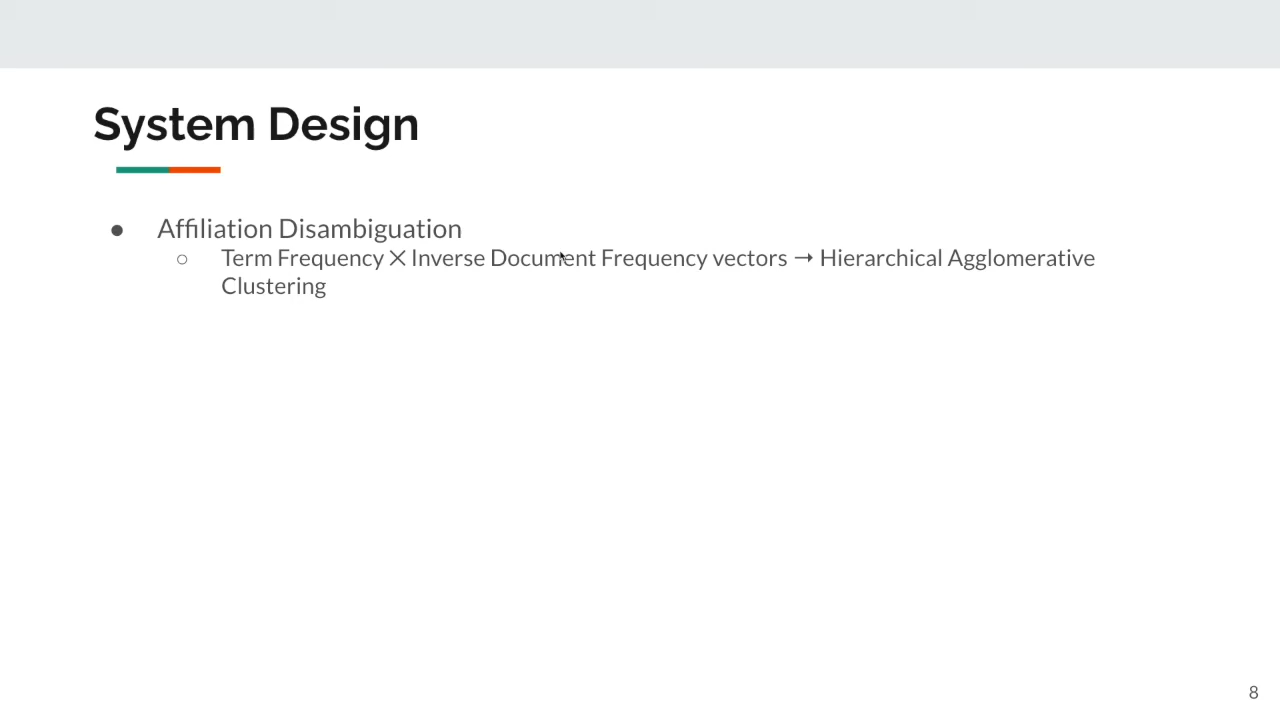 System Design
● Affiliation Disambiguation
○ Term Frequency ✕ Inverse Document Frequency vectors → Hierarchical Agglomerative
Clustering
8